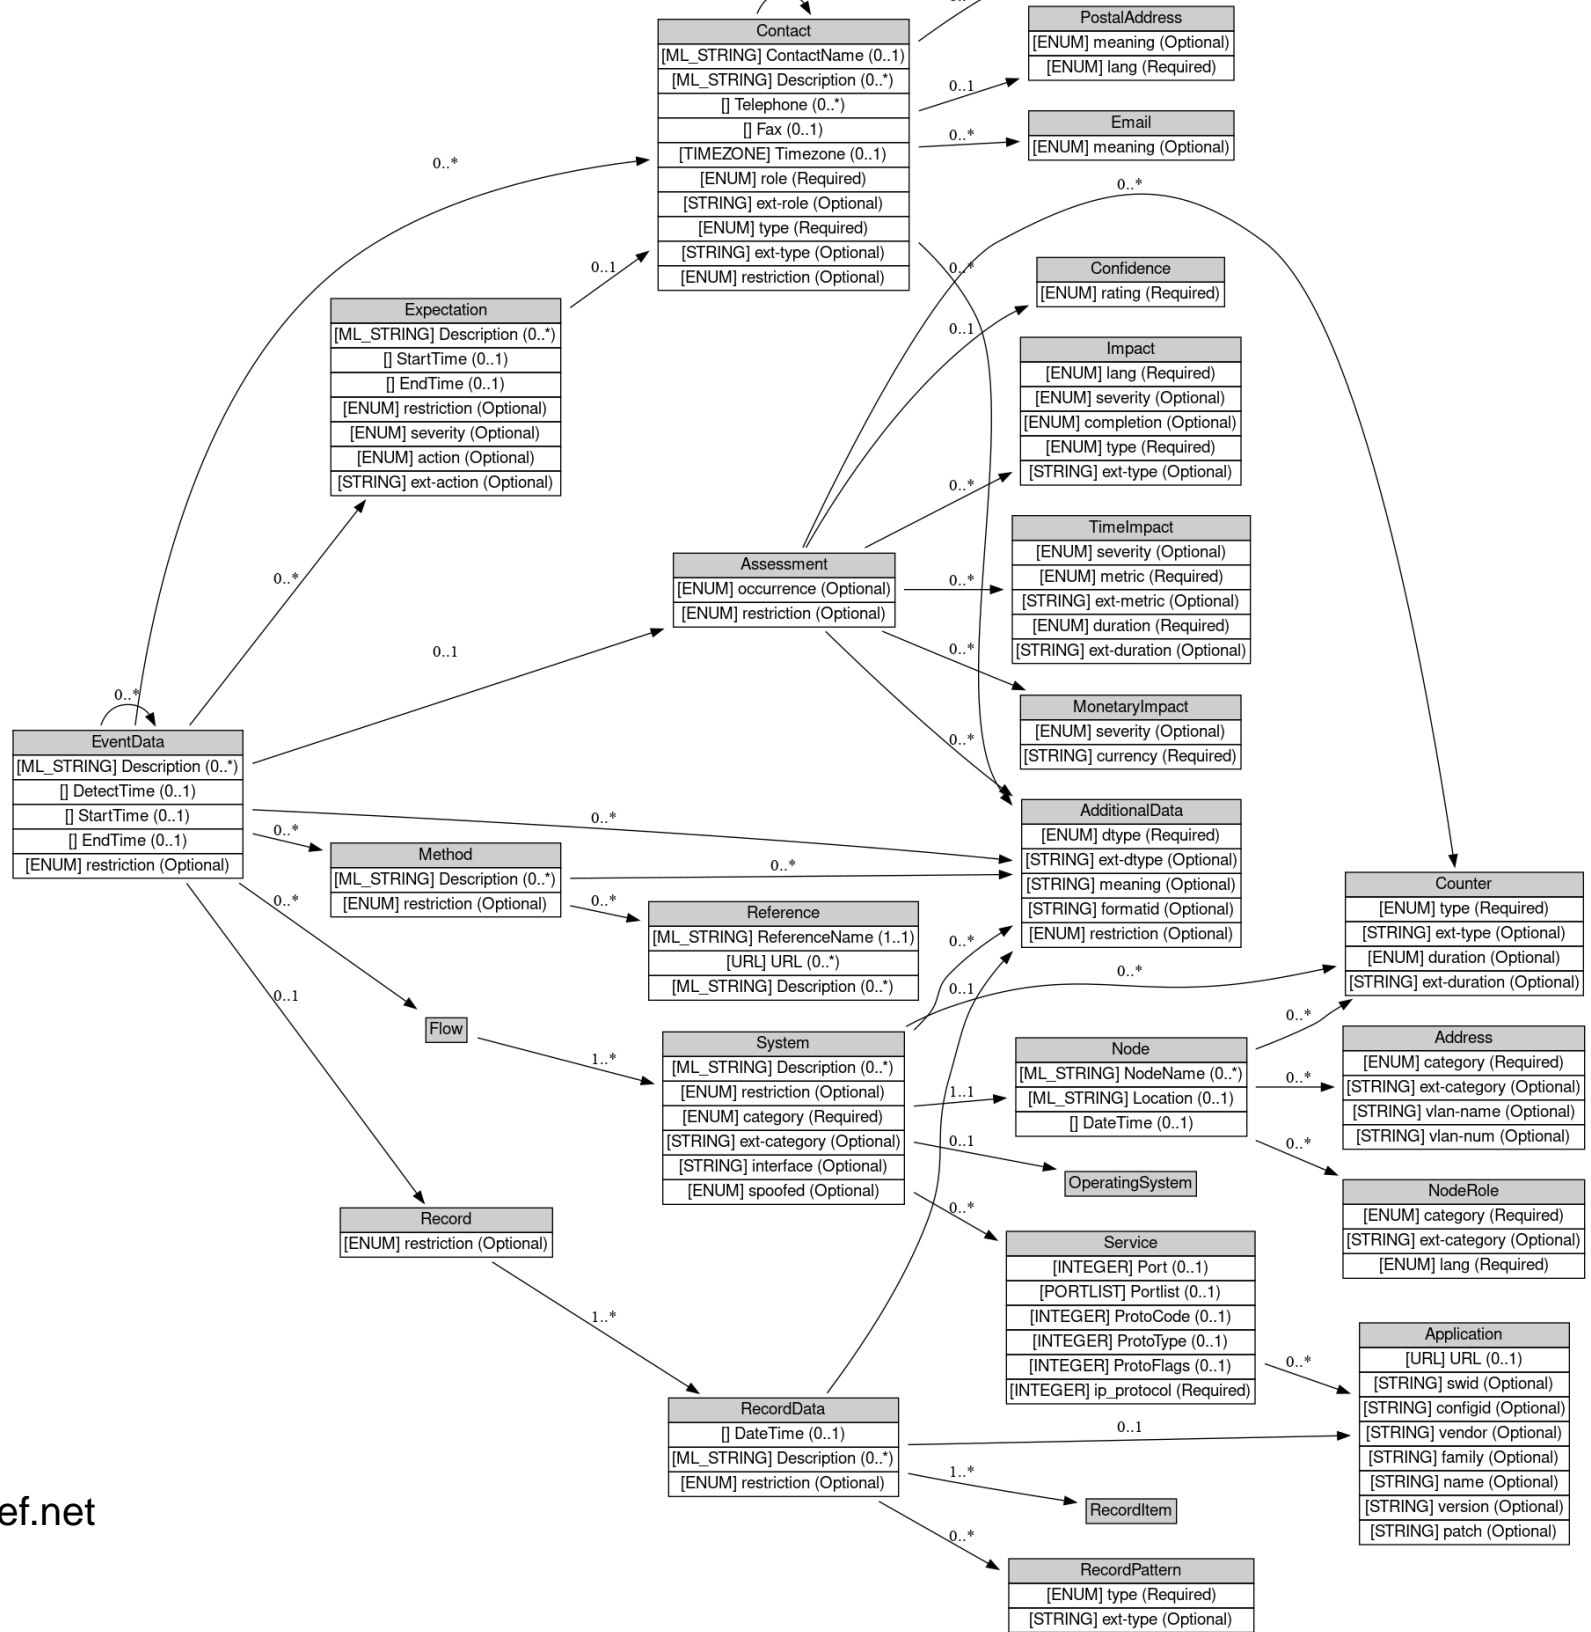 0..
Contact
[ML_STRING] ContactName (0..1)
[ML_STRING] Description (0..*)
[] Telephone (0..*)
[] Fax (0..1)
[TIMEZONE] Timezone (0..1)
[ENUM] role (Required)
[STRING] ext-role (Optional)
[ENUM] type (Required)
[STRING] ext-type (Optional)
[ENUM] restriction (Optional)
PostalAddress
[ENUM] meaning (Optional)
[ENUM] lang (Required)
0..1
Email
[ENUM] meaning (Optional)
0..*
0..*
0..*
0..*
0..1
Confidence
[ENUM] rating (Required)
0..1
Expectation
[ML_STRING] Description (0..*)
[] StartTime (0..1)
[] EndTime (0..1)
[ENUM] restriction (Optional)
[ENUM] severity (Optional)
[ENUM] action (Optional)
[STRING] ext-action (Optional)
Impact
[ENUM] lang (Required)
[ENUM] severity (Optional)
[ENUM] completion (Optional)
[ENUM] type (Required)
[STRING] ext-type (Optional)
0..*
TimeImpact
[ENUM] severity (Optional)
[ENUM] metric (Required)
[STRING] ext-metric (Optional)
[ENUM] duration (Required)
[STRING] ext-duration (Optional)
Assessment
[ENUM] occurrence (Optional)
[ENUM] restriction (Optional)
0..*
0..*
0..1
0..*
MonetaryImpact
[ENUM] severity (Optional)
[STRING] currency (Required)
0..*
0..*
EventData
[ML_STRING] Description (0..*)
[] DetectTime (0..1)
[] StartTime (0..1)
[] EndTime (0..1)
[ENUM] restriction (Optional)
0..*
0..*
0..*
AdditionalData
[ENUM] dtype (Required)
[STRING] ext-dtype (Optional)
[STRING] meaning (Optional)
[STRING] formatid (Optional)
[ENUM] restriction (Optional)
Method
[ML_STRING] Description (0..*)
[ENUM] restriction (Optional)
0..*
0..*
Reference
[ML_STRING] ReferenceName (1..1)
[URL] URL (0..*)
[ML_STRING] Description (0..*)
Counter
[ENUM] type (Required)
[STRING] ext-type (Optional)
[ENUM] duration (Optional)
[STRING] ext-duration (Optional)
0..*
0..*
0..1
0..1
Flow
1..*
System
[ML_STRING] Description (0..*)
[ENUM] restriction (Optional)
[ENUM] category (Required)
[STRING] ext-category (Optional)
[STRING] interface (Optional)
[ENUM] spoofed (Optional)
1..1
0..1
0..*
Node
[ML_STRING] NodeName (0..*)
[ML_STRING] Location (0..1)
[] DateTime (0..1)
0..*
0..*
0..*
Address
[ENUM] category (Required)
[STRING] ext-category (Optional)
[STRING] vlan-name (Optional)
[STRING] vlan-num (Optional)
OperatingSystem
NodeRole
[ENUM] category (Required)
[STRING] ext-category (Optional)
[ENUM] lang (Required)
Record
[ENUM] restriction (Optional)
1..*
Service
[INTEGER] Port (0..1)
[PORTLIST] Portlist (0..1)
[INTEGER] ProtoCode (0..1)
[INTEGER] ProtoType (0..1)
[INTEGER] ProtoFlags (0..1)
[INTEGER] ip_protocol (Required)
0..*
Application
[URL] URL (0..1)
[STRING] swid (Optional)
[STRING] configid (Optional)
[STRING] vendor (Optional)
[STRING] family (Optional)
[STRING] name (Optional)
[STRING] version (Optional)
[STRING] patch (Optional)
RecordData
[] DateTime (0..1)
[ML_STRING] Description (0..*)
[ENUM] restriction (Optional)
0..1
1..*
RecordItem
0..*
RecordPattern
[ENUM] type (Required)
[STRING] ext-type (Optional)
ef.net